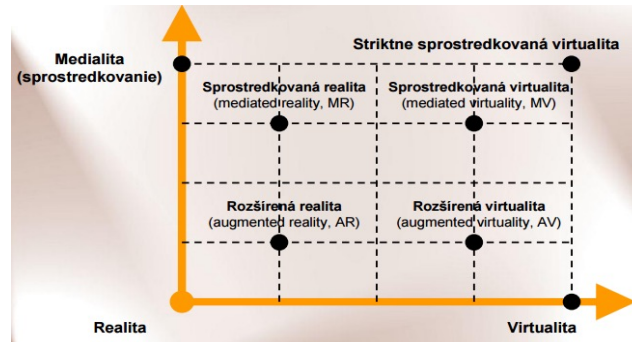 Medialita
(sprostredkovanie)
Striktne sprostredkovaná virtualita
Sprostredkovaná realita
(mediated reality, MR)
Sprostredkovaná virtualita
(mediated virtuality, MV)
Rozšírená realita
(augmented reality, AR)
Rozšírená virtualita
(augmented virtuality, AV)
Realita
Virtualita